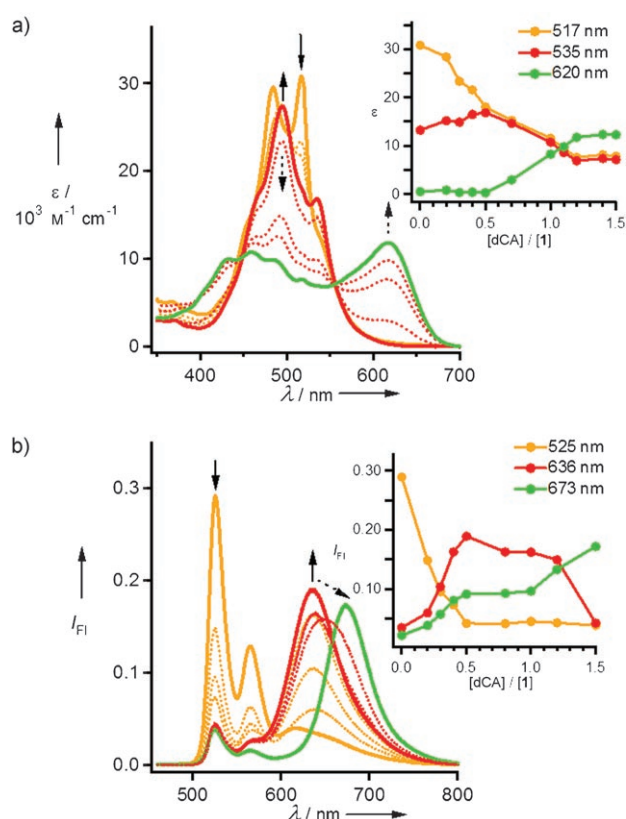 a)
517 nm
535 nm
620 nm
30
20
10
0
ε
0.0
0.5
1.0
1.5
[dCA] / [1]
30
20
10
0
ε /
10³ M⁻¹ cm⁻¹
400
500
600
700
λ / nm
b)
525 nm
636 nm
673 nm
0.30
0.20
0.10
I_Fl
0.0
0.5
1.0
1.5
[dCA] / [1]
0.3
0.2
0.1
0.0
I_Fl
500
600
700
800
λ / nm